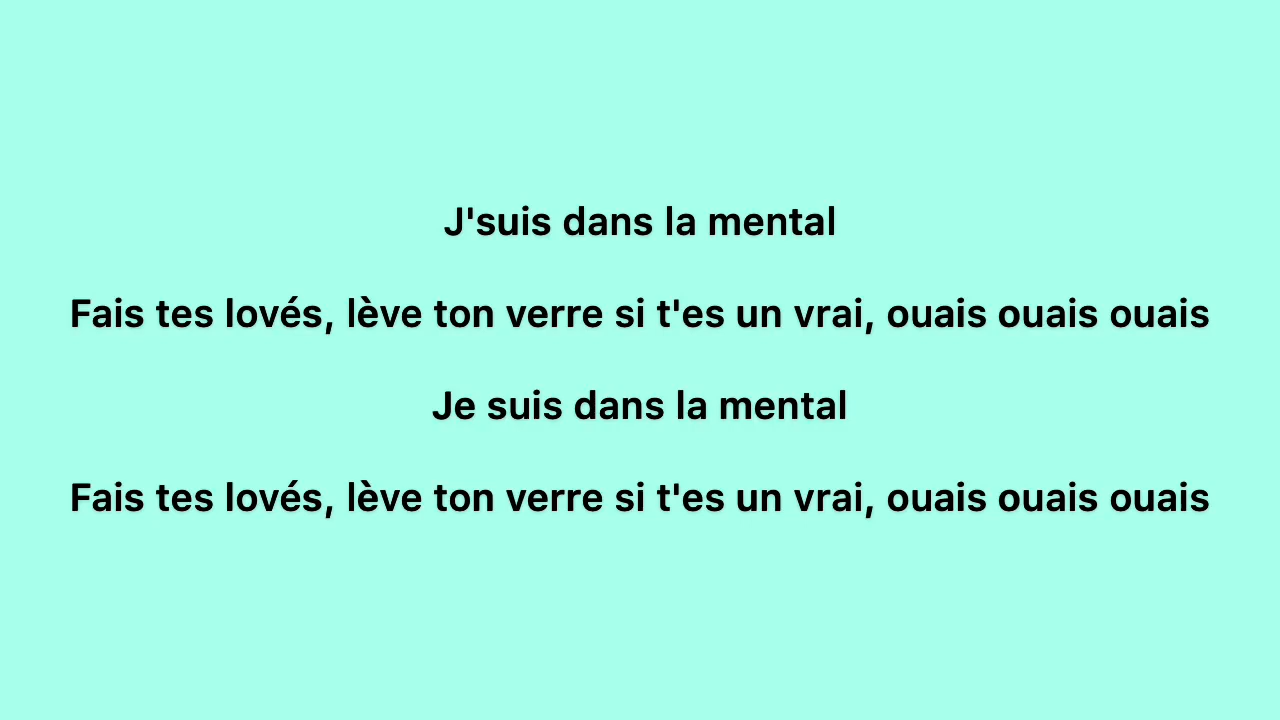 J'suis dans la mental
Fais tes lovés, lève ton verre si t'es un vrai, ouais ouais ouais
Je suis dans la mental
Fais tes lovés, lève ton verre si t'es un vrai, ouais ouais ouais